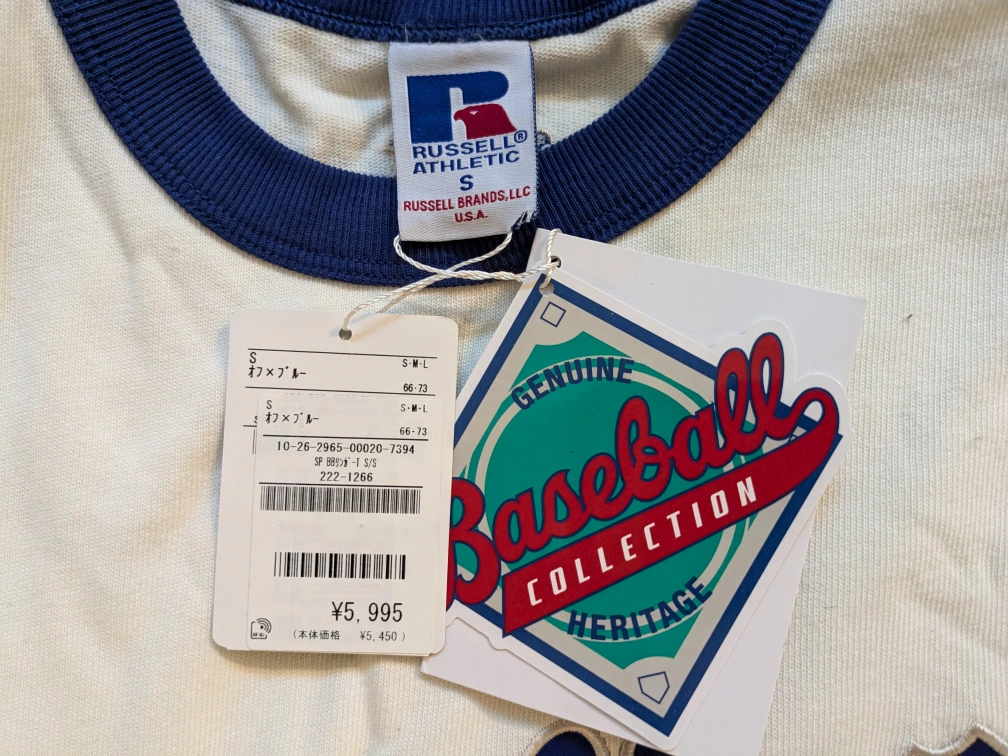 RUSSELL®
ATHLETIC
S
RUSSELL BRANDS, LLC
U.S.A.
S
S・M・L
ｵﾌ×ﾌﾞﾙｰ
66-73
S
S・M・L
ｵﾌ×ﾌﾞﾙｰ
66-73
10-26-2965-00020-7394
SP BBﾘﾝｶﾞｰT S/S
222-1266
¥5,995
(本体価格 ¥5,450 )
GENUINE
Baseball
COLLECTION
HERITAGE